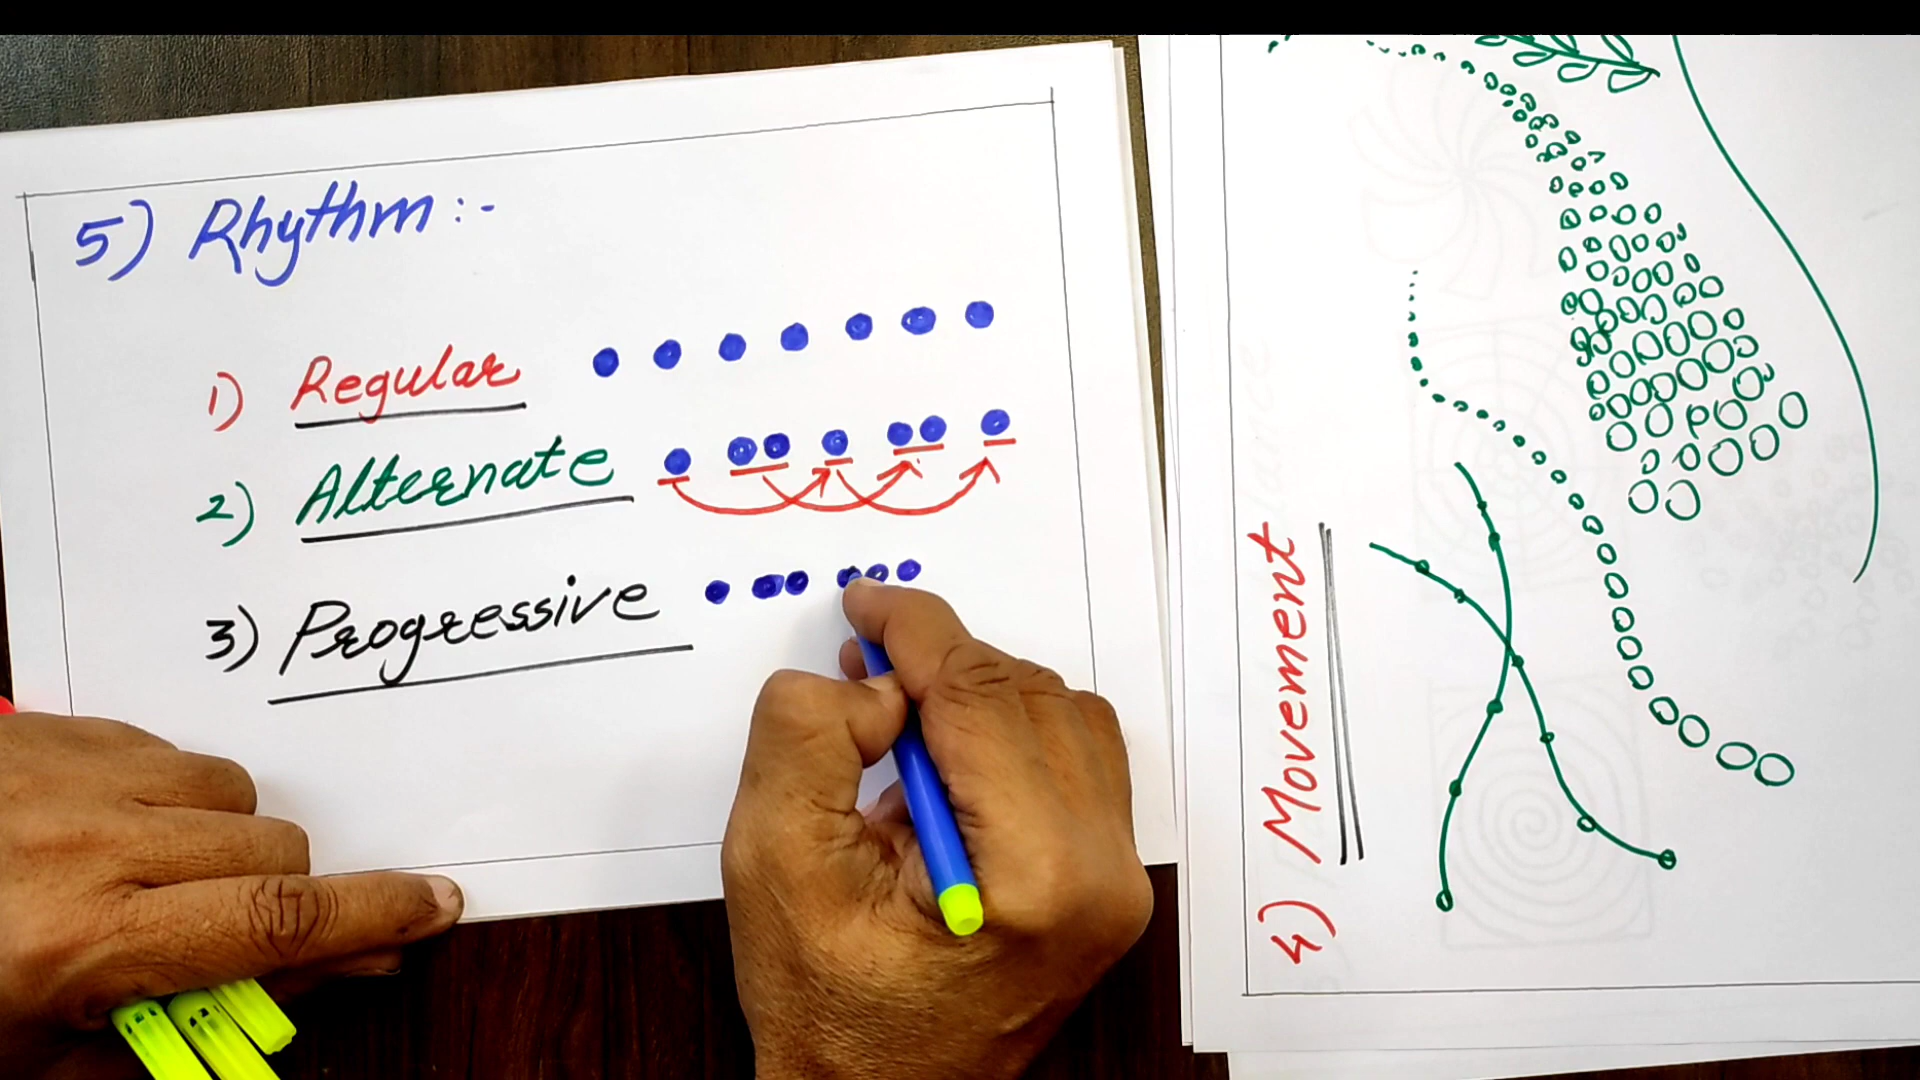 5) Rhythm :-
1) Regular
2) Alternate
3) Progressive
4) Movement